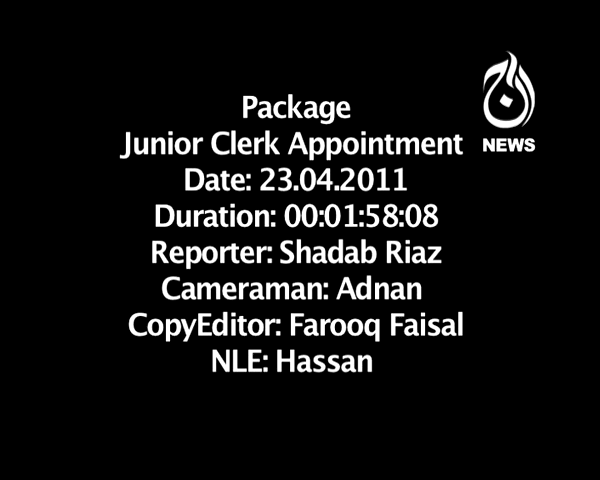 Package
Junior Clerk Appointment
Date: 23.04.2011
Duration: 00:01:58:08
Reporter: Shadab Riaz
Cameraman: Adnan
CopyEditor: Farooq Faisal
NLE: Hassan
آج
NEWS